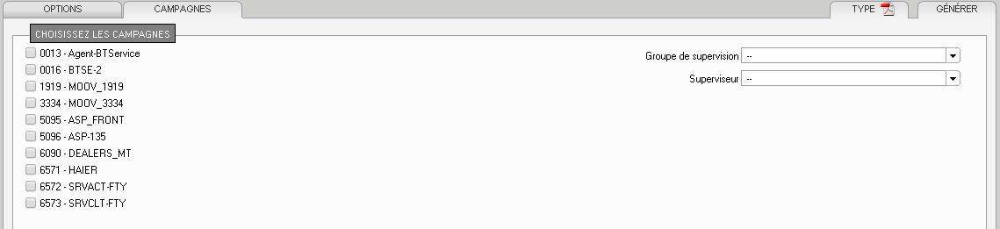 OPTIONS CAMPAGNES TYPE GÉNÉRER
CHOISISSEZ LES CAMPAGNES
0013 - Agent-BTService
0016 - BTSE-2
1919 - MOOV_1919
3334 - MOOV_3334
5095 - ASP_FRONT
5096 - ASP-135
6090 - DEALERS_MT
6571 - HAIER
6572 - SRVACT-FTY
6573 - SRVCLT-FTY
Groupe de supervision --
Superviseur --